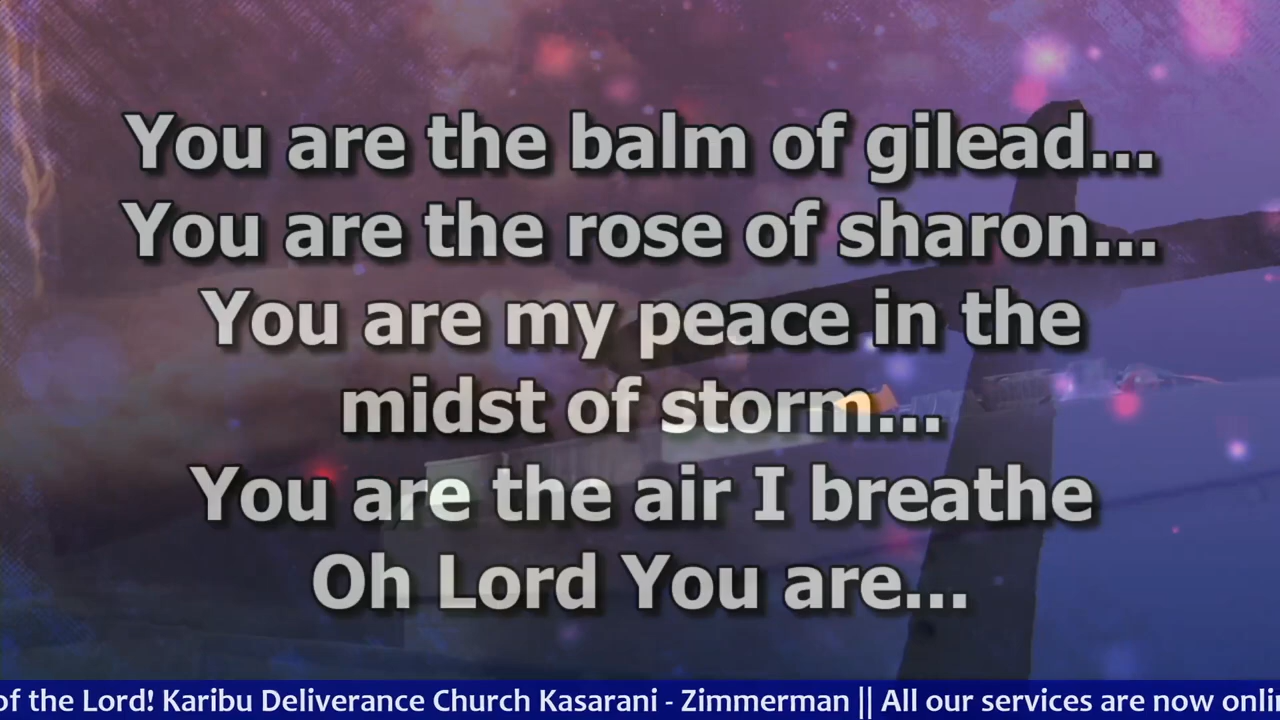 You are the balm of gilead...
You are the rose of sharon...
You are my peace in the
midst of storm...
You are the air I breathe
Oh Lord You are...
of the Lord! Karibu Deliverance Church Kasarani - Zimmerman || All our services are now onli